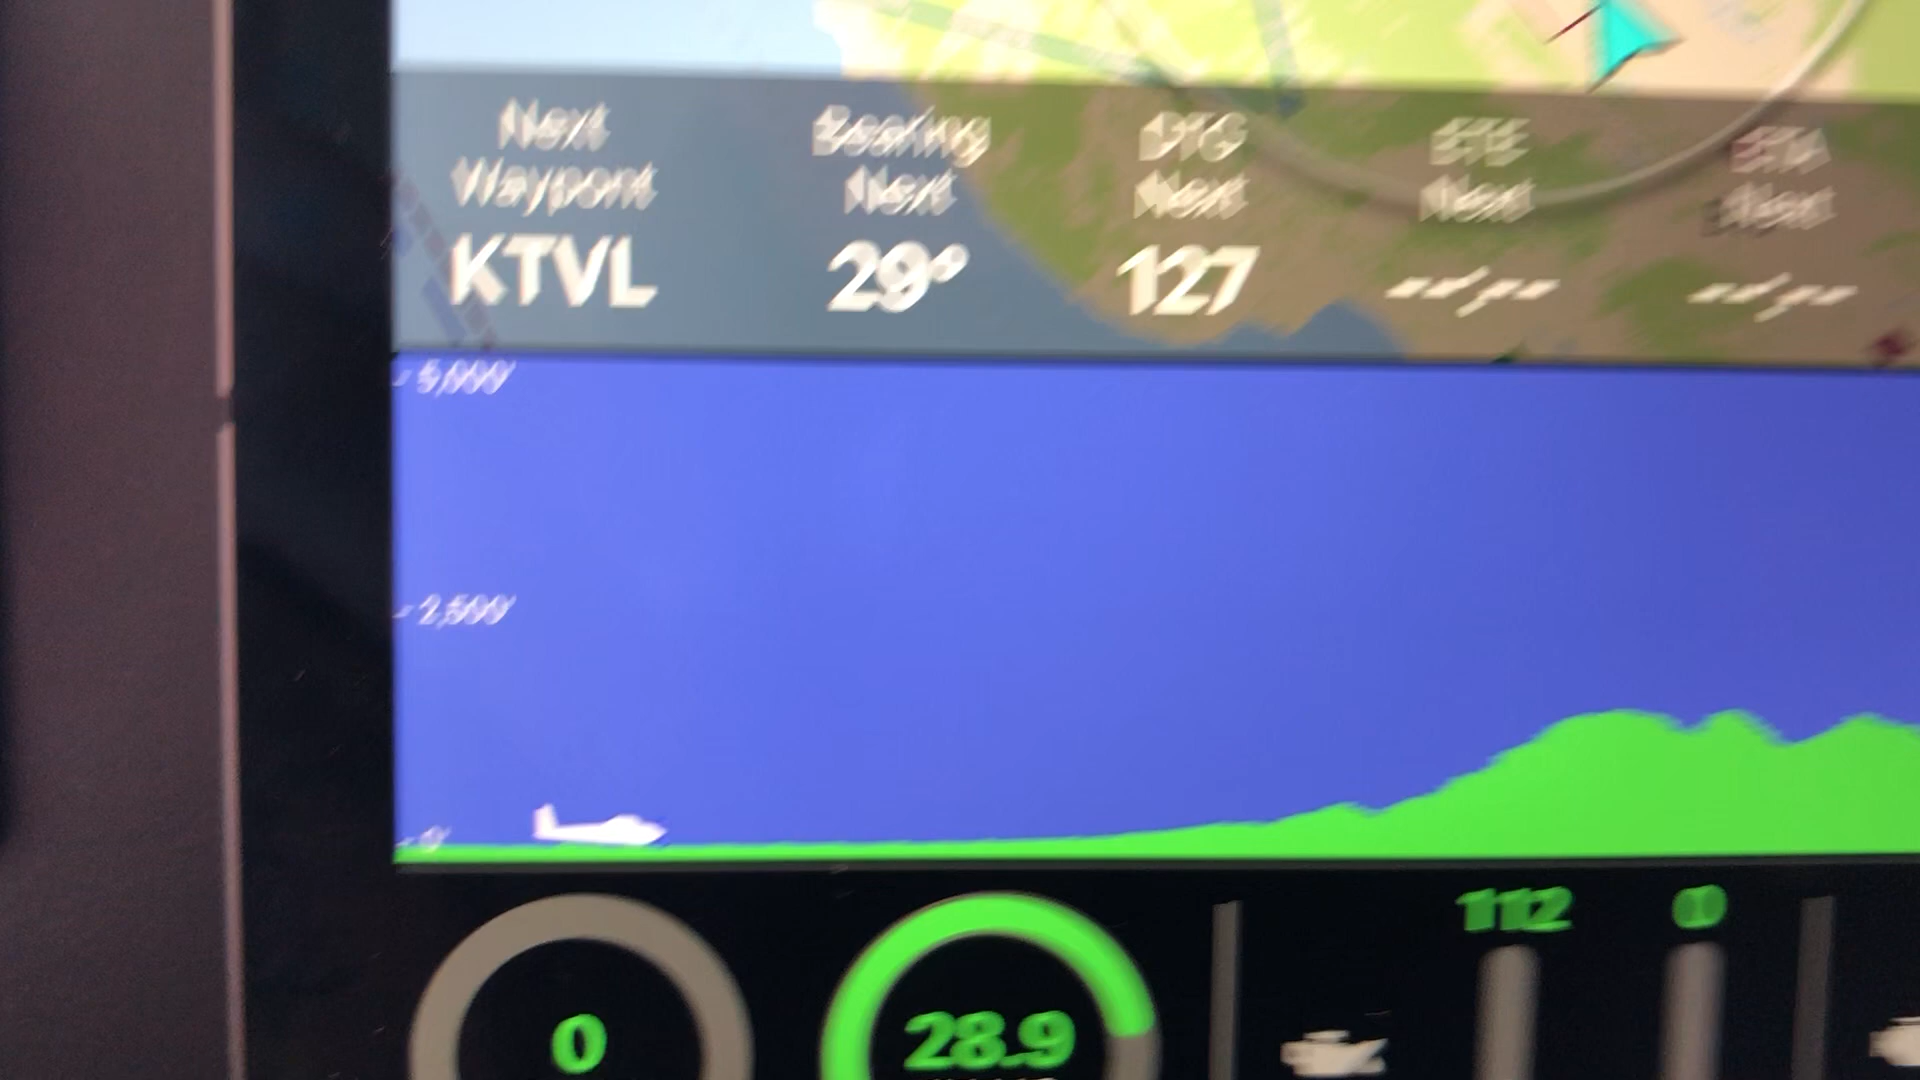 Next Bearing DTG ETE ETA
Waypoint Next Next Next Next
KTVL 29° 127 --:-- --:--
5,000'
2,500'
0'
112 0
0 28.9